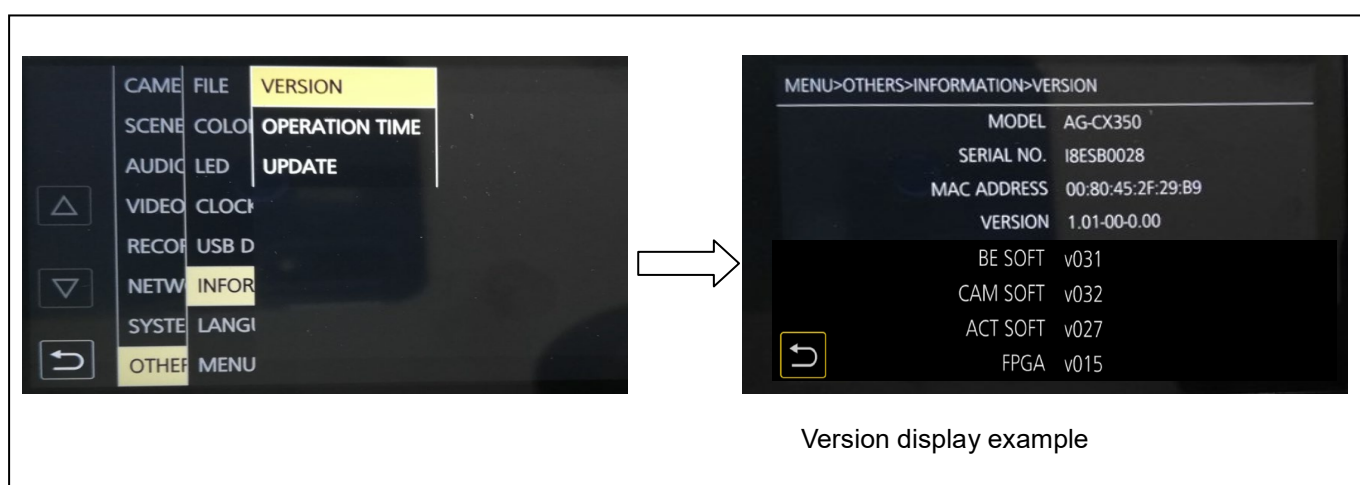 CAME FILE VERSION
SCENE COLO OPERATION TIME
AUDIO LED UPDATE
VIDEO CLOCK
RECOR USB D
NETW INFOR
SYSTE LANGU
OTHER MENU
MENU>OTHERS>INFORMATION>VERSION
MODEL AG-CX350
SERIAL NO. I8ESB0028
MAC ADDRESS 00:80:45:2F:29:B9
VERSION 1.01-00-0.00
BE SOFT v031
CAM SOFT v032
ACT SOFT v027
FPGA v015
Version display example